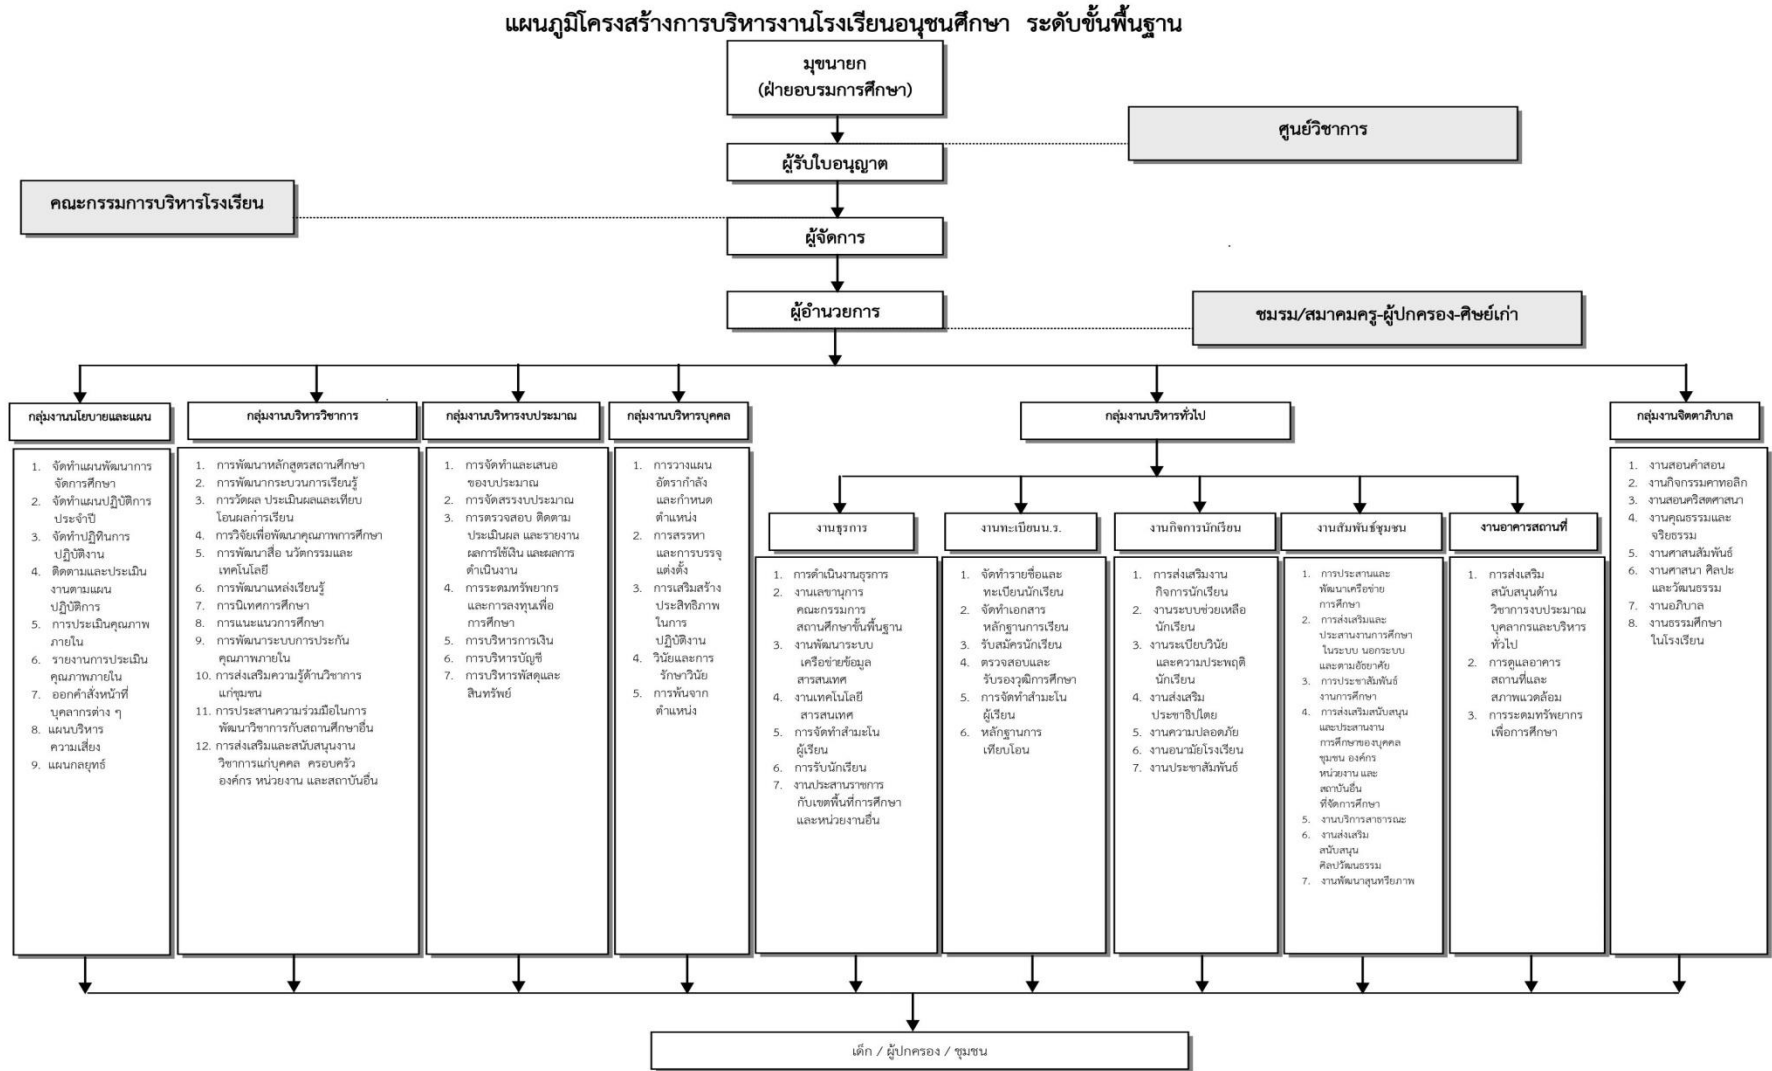 แผนภูมิโครงสร้างการบริหารงานโรงเรียนอนุชนศึกษา ระดับขั้นพื้นฐาน
มุขนายก
(ฝ่ายอบรมการศึกษา)
ศูนย์วิชาการ
ผู้รับใบอนุญาต
คณะกรรมการบริหารโรงเรียน
ผู้จัดการ
ผู้อำนวยการ
ชมรม/สมาคมครู-ผู้ปกครอง-ศิษย์เก่า
กลุ่มงานนโยบายและแผน
1. จัดทำแผนพัฒนาการ
จัดการศึกษา
2. จัดทำแผนปฏิบัติการ
ประจำปี
3. จัดทำปฏิทินการ
ปฏิบัติงาน
4. ติดตามและประเมิน
งานตามแผน
ปฏิบัติการ
5. การประเมินคุณภาพ
ภายใน
6. รายงานการประเมิน
คุณภาพภายใน
7. ออกคำสั่งหน้าที่
บุคลากรต่าง ๆ
8. แผนบริหาร
ความเสี่ยง
9. แผนกลยุทธ์
กลุ่มงานบริหารวิชาการ
1. การพัฒนาหลักสูตรสถานศึกษา
2. การพัฒนากระบวนการเรียนรู้
3. การวัดผล ประเมินผลและเทียบ
โอนผลการเรียน
4. การวิจัยเพื่อพัฒนาคุณภาพการศึกษา
5. การพัฒนาสื่อ นวัตกรรมและ
เทคโนโลยี
6. การพัฒนาแหล่งเรียนรู้
7. การนิเทศการศึกษา
8. การแนะแนวการศึกษา
9. การพัฒนาระบบการประกัน
คุณภาพภายใน
10. การส่งเสริมความรู้ด้านวิชาการ
แก่ชุมชน
11. การประสานความร่วมมือในการ
พัฒนาวิชาการกับสถานศึกษาอื่น
12. การส่งเสริมและสนับสนุนงาน
วิชาการแก่บุคคล ครอบครัว
องค์กร หน่วยงาน และสถาบันอื่น
กลุ่มงานบริหารงบประมาณ
1. การจัดทำและเสนอ
ของบประมาณ
2. การจัดสรรงบประมาณ
3. การตรวจสอบ ติดตาม
ประเมินผล และรายงาน
ผลการใช้เงิน และผลการ
ดำเนินงาน
4. การระดมทรัพยากร
และการลงทุนเพื่อ
การศึกษา
5. การบริหารการเงิน
6. การบริหารบัญชี
7. การบริหารพัสดุและ
สินทรัพย์
กลุ่มงานบริหารบุคคล
1. การวางแผน
อัตรากำลัง
และกำหนด
ตำแหน่ง
2. การสรรหา
และการบรรจุ
แต่งตั้ง
3. การเสริมสร้าง
ประสิทธิภาพ
ในการ
ปฏิบัติงาน
4. วินัยและการ
รักษาวินัย
5. การพ้นจาก
ตำแหน่ง
กลุ่มงานบริหารทั่วไป
งานธุรการ
1. การดำเนินงานธุรการ
2. งานเลขานุการ
คณะกรรมการ
สถานศึกษาขั้นพื้นฐาน
3. งานพัฒนาระบบ
เครือข่ายข้อมูล
สารสนเทศ
4. งานเทคโนโลยี
สารสนเทศ
5. การจัดทำสำมะโน
ผู้เรียน
6. การรับนักเรียน
7. งานประสานราชการ
กับเขตพื้นที่การศึกษา
และหน่วยงานอื่น
งานทะเบียนน.ร.
1. จัดทำรายชื่อและ
ทะเบียนนักเรียน
2. จัดทำเอกสาร
หลักฐานการเรียน
3. รับสมัครนักเรียน
4. ตรวจสอบและ
รับรองวุฒิการศึกษา
5. การจัดทำสำมะโน
ผู้เรียน
6. หลักฐานการ
เทียบโอน
งานกิจการนักเรียน
1. การส่งเสริมงาน
กิจการนักเรียน
2. งานระบบช่วยเหลือ
นักเรียน
3. งานระเบียบวินัย
และความประพฤติ
นักเรียน
4. งานส่งเสริม
ประชาธิปไตย
5. งานความปลอดภัย
6. งานอนามัยโรงเรียน
7. งานประชาสัมพันธ์
งานสัมพันธ์ชุมชน
1. การประสานและ
พัฒนาเครือข่าย
การศึกษา
2. การส่งเสริมและ
ประสานงานการศึกษา
ในระบบ นอกระบบ
และตามอัธยาศัย
3. การประชาสัมพันธ์
งานการศึกษา
4. การส่งเสริมสนับสนุน
และประสานงาน
การศึกษาของบุคคล
ชุมชน องค์กร
หน่วยงาน และ
สถาบันอื่น
ที่จัดการศึกษา
5. งานบริการสาธารณะ
6. งานส่งเสริม
สนับสนุน
ศิลปวัฒนธรรม
7. งานพัฒนาสุนทรียภาพ
งานอาคารสถานที่
1. การส่งเสริม
สนับสนุนด้าน
วิชาการงบประมาณ
บุคลากรและบริหาร
ทั่วไป
2. การดูแลอาคาร
สถานที่และ
สภาพแวดล้อม
3. การระดมทรัพยากร
เพื่อการศึกษา
กลุ่มงานจิตตาภิบาล
1. งานสอนคำสอน
2. งานกิจกรรมคาทอลิก
3. งานสอนคริสตศาสนา
4. งานคุณธรรมและ
จริยธรรม
5. งานศาสนสัมพันธ์
6. งานศาสนา ศิลปะ
และวัฒนธรรม
7. งานอภิบาล
8. งานธรรมศึกษา
ในโรงเรียน
เด็ก / ผู้ปกครอง / ชุมชน